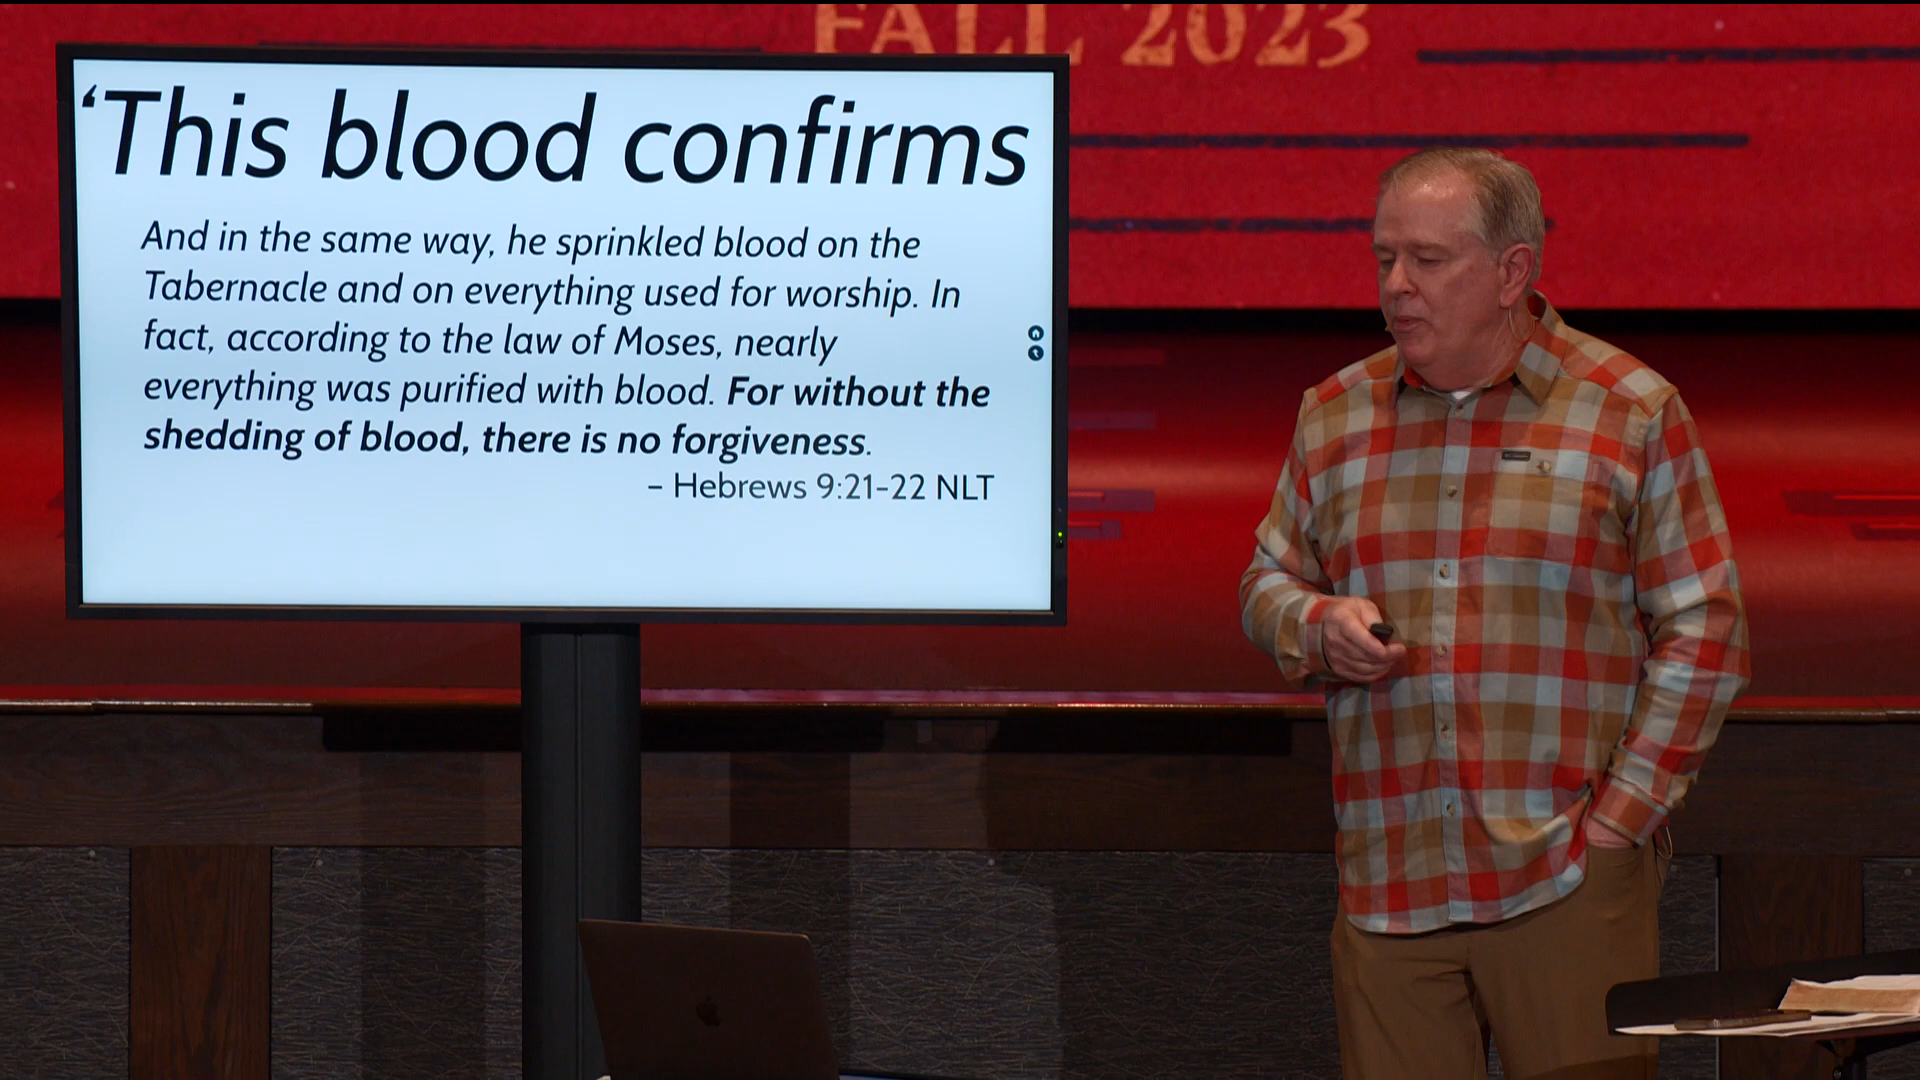 FALL 2023
‘This blood confirms
And in the same way, he sprinkled blood on the
Tabernacle and on everything used for worship. In
fact, according to the law of Moses, nearly
everything was purified with blood. For without the
shedding of blood, there is no forgiveness.
– Hebrews 9:21-22 NLT